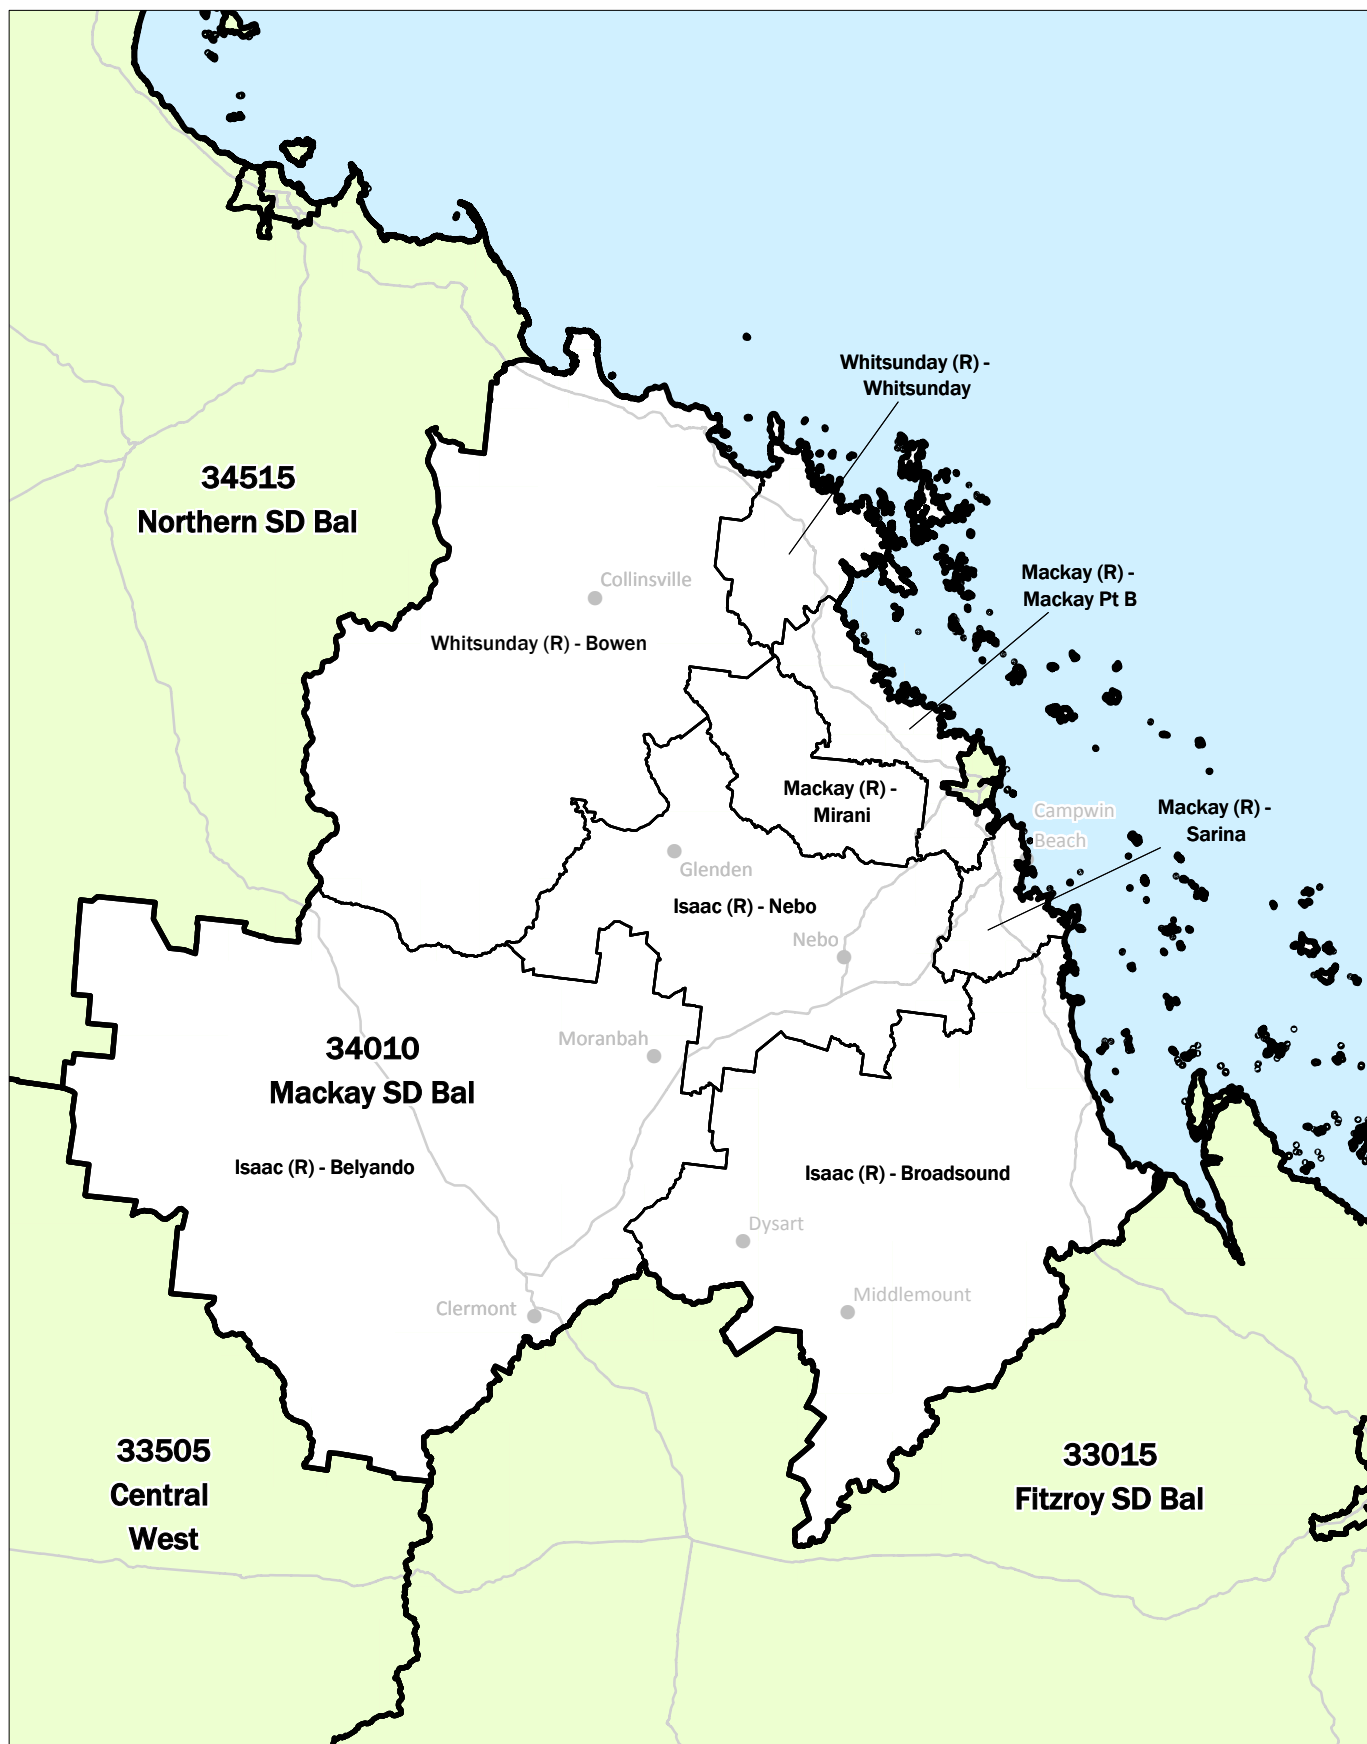 Whitsunday (R) -
Whitsunday
34515
Northern SD Bal
Mackay (R) -
Mackay Pt B
Collinsville
Whitsunday (R) - Bowen
Mackay (R) -
Mirani
Campwin
Beach
Mackay (R) -
Sarina
Glenden
Isaac (R) - Nebo
Nebo
Moranbah
34010
Mackay SD Bal
Isaac (R) - Belyando
Isaac (R) - Broadsound
Dysart
Middlemount
Clermont
33505
Central
West
33015
Fitzroy SD Bal